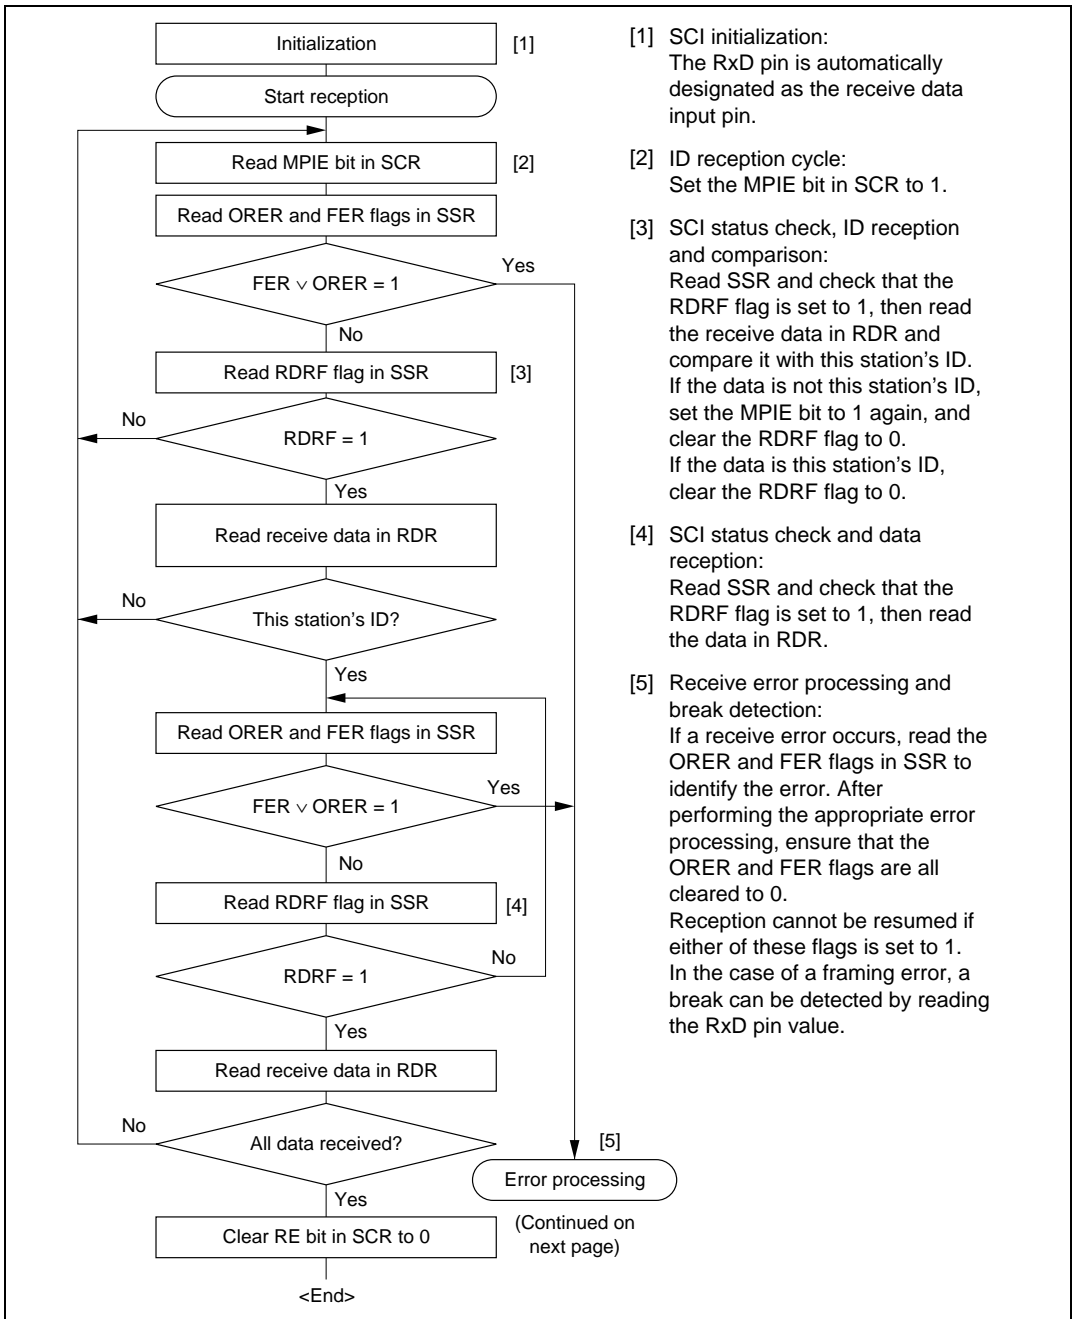 Initialization [1]
Start reception
Read MPIE bit in SCR [2]
Read ORER and FER flags in SSR
FER ∨ ORER = 1
Yes
No
Read RDRF flag in SSR [3]
No
RDRF = 1
Yes
Read receive data in RDR
No
This station's ID?
Yes
Read ORER and FER flags in SSR
FER ∨ ORER = 1
Yes
No
Read RDRF flag in SSR [4]
RDRF = 1
No
Yes
Read receive data in RDR
No
All data received?
Yes
Clear RE bit in SCR to 0
<End>
[5]
Error processing
(Continued on
next page)
[1] SCI initialization:
The RxD pin is automatically
designated as the receive data
input pin.
[2] ID reception cycle:
Set the MPIE bit in SCR to 1.
[3] SCI status check, ID reception
and comparison:
Read SSR and check that the
RDRF flag is set to 1, then read
the receive data in RDR and
compare it with this station's ID.
If the data is not this station's ID,
set the MPIE bit to 1 again, and
clear the RDRF flag to 0.
If the data is this station's ID,
clear the RDRF flag to 0.
[4] SCI status check and data
reception:
Read SSR and check that the
RDRF flag is set to 1, then read
the data in RDR.
[5] Receive error processing and
break detection:
If a receive error occurs, read the
ORER and FER flags in SSR to
identify the error. After
performing the appropriate error
processing, ensure that the
ORER and FER flags are all
cleared to 0.
Reception cannot be resumed if
either of these flags is set to 1.
In the case of a framing error, a
break can be detected by reading
the RxD pin value.